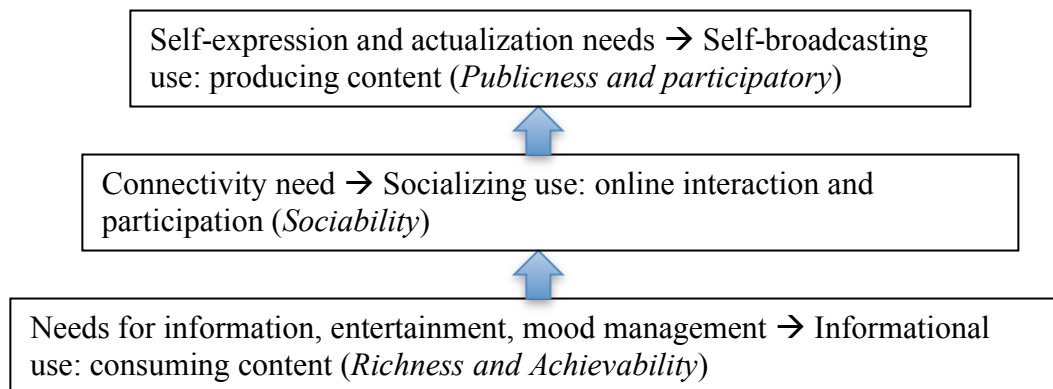 Self-expression and actualization needs → Self-broadcasting
use: producing content (Publicness and participatory)
Connectivity need → Socializing use: online interaction and
participation (Sociability)
Needs for information, entertainment, mood management → Informational
use: consuming content (Richness and Achievability)